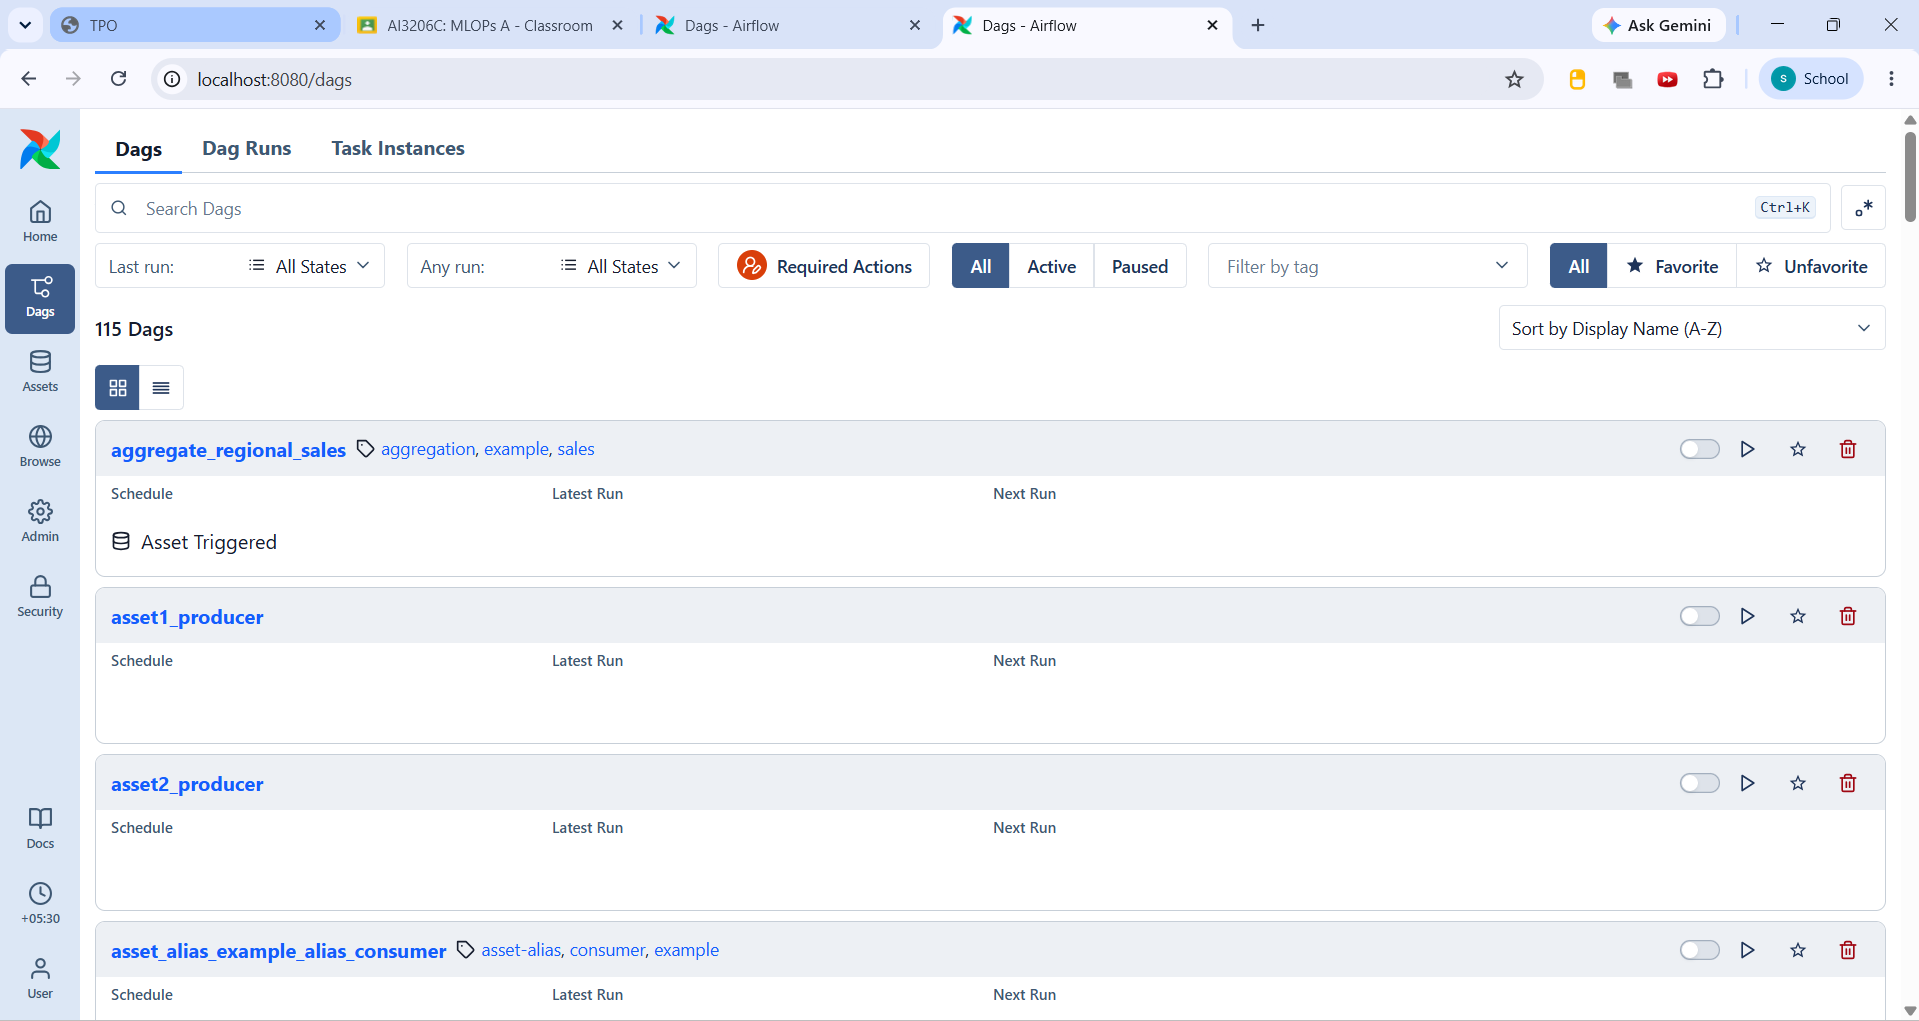 TPO
AI3206C: MLOPs A - Classroom
Dags - Airflow
Dags - Airflow
Ask Gemini
localhost:8080/dags
S
School
Home
Dags
Assets
Browse
Admin
Security
Docs
+05:30
User
Dags
Dag Runs
Task Instances
Search Dags
Ctrl+K
Last run:
All States
Any run:
All States
Required Actions
All
Active
Paused
Filter by tag
All
Favorite
Unfavorite
115 Dags
Sort by Display Name (A-Z)
aggregate_regional_sales
aggregation, example, sales
Schedule
Latest Run
Next Run
Asset Triggered
asset1_producer
Schedule
Latest Run
Next Run
asset2_producer
Schedule
Latest Run
Next Run
asset_alias_example_alias_consumer
asset-alias, consumer, example
Schedule
Latest Run
Next Run